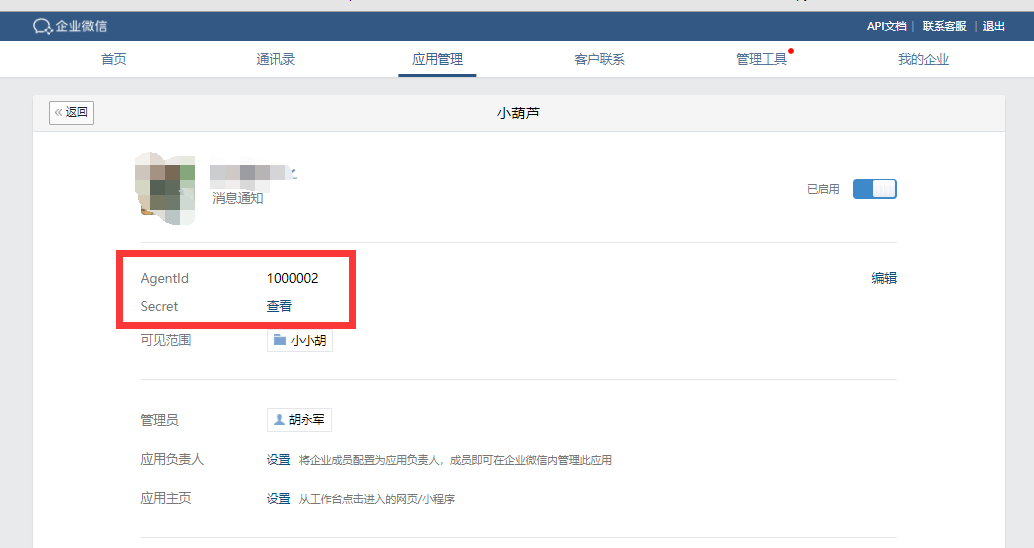 企业微信
API文档 | 联系客服 | 退出
首页 通讯录 应用管理 客户联系 管理工具 我的企业
«返回
小葫芦
消息通知
已启用
AgentId 1000002
编辑
Secret 查看
可见范围 小小胡
管理员 胡永军
应用负责人 设置 将企业成员配置为应用负责人，成员即可在企业微信内管理此应用
应用主页 设置 从工作台点击进入的网页/小程序